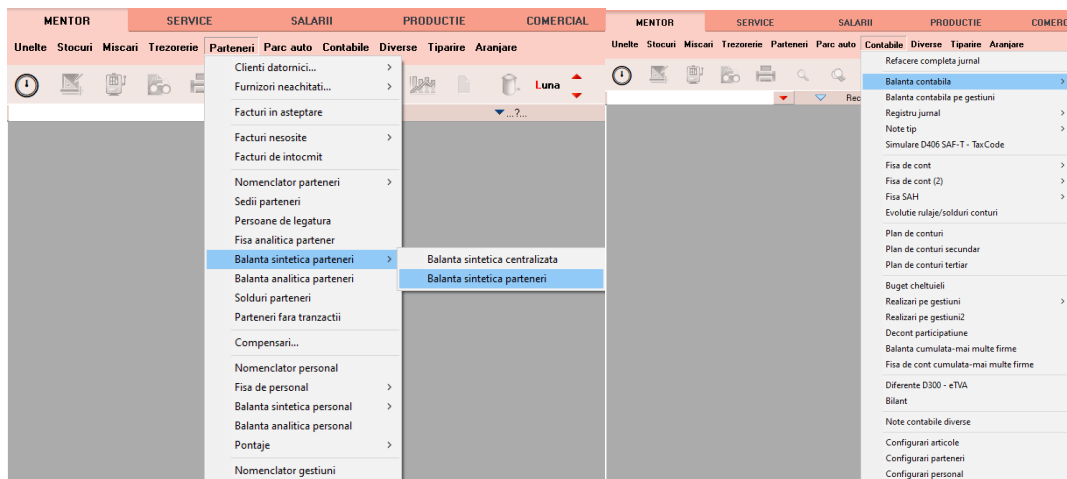 MENTOR SERVICE SALARII PRODUCTIE COMERCIAL
Unelte Stocuri Miscari Trezorerie Parteneri Parc auto Contabile Diverse Tiparire Aranjare
Luna
...?...
Clienti datornici...
Furnizori neachitati...
Facturi in asteptare
Facturi nesosite
Facturi de intocmit
Nomenclator parteneri
Sedii parteneri
Persoane de legatura
Fisa analitica partener
Balanta sintetica parteneri
Balanta sintetica centralizata
Balanta sintetica parteneri
Balanta analitica parteneri
Solduri parteneri
Parteneri fara tranzactii
Compensari...
Nomenclator personal
Fisa de personal
Balanta sintetica personal
Balanta analitica personal
Pontaje
Nomenclator gestiuni
MENTOR SERVICE SALARII PRODUCTIE COMERC
Unelte Stocuri Miscari Trezorerie Parteneri Parc auto Contabile Diverse Tiparire Aranjare
Rec
Refacere completa jurnal
Balanta contabila
Balanta contabila pe gestiuni
Registru jurnal
Note tip
Simulare D406 SAF-T - TaxCode
Fisa de cont
Fisa de cont (2)
Fisa SAH
Evolutie rulaje/solduri conturi
Plan de conturi
Plan de conturi secundar
Plan de conturi tertiar
Buget cheltuieli
Realizari pe gestiuni
Realizari pe gestiuni2
Decont participatiune
Balanta cumulata-mai multe firme
Fisa de cont cumulata-mai multe firme
Diferente D300 - eTVA
Bilant
Note contabile diverse
Configurari articole
Configurari parteneri
Configurari personal